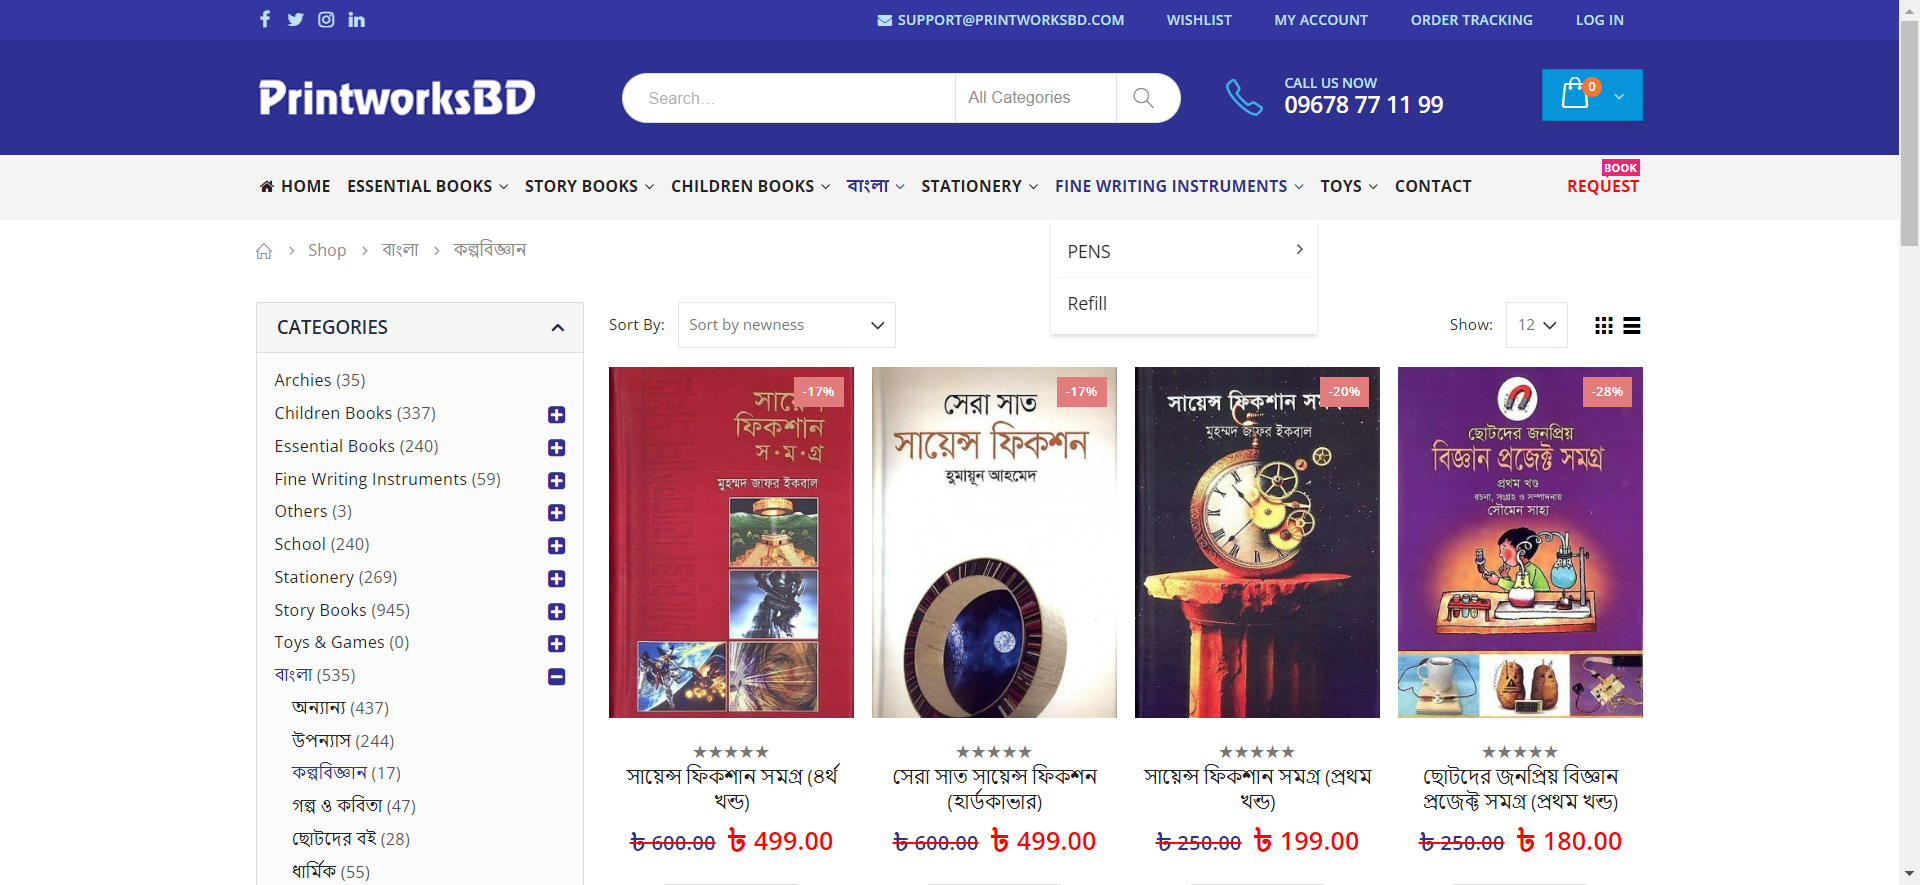 SUPPORT@PRINTWORKSBD.COM WISHLIST MY ACCOUNT ORDER TRACKING LOG IN
PrintworksBD
Search...
All Categories
CALL US NOW
09678 77 11 99
0
HOME ESSENTIAL BOOKS STORY BOOKS CHILDREN BOOKS বাংলা STATIONERY FINE WRITING INSTRUMENTS TOYS CONTACT
BOOK
REQUEST
Shop > বাংলা > কল্পবিজ্ঞান
PENS
Refill
CATEGORIES
Archies (35)
Children Books (337)
Essential Books (240)
Fine Writing Instruments (59)
Others (3)
School (240)
Stationery (269)
Story Books (945)
Toys & Games (0)
বাংলা (535)
অন্যান্য (437)
উপন্যাস (244)
কল্পবিজ্ঞান (17)
গল্প ও কবিতা (47)
ছোটদের বই (28)
ধার্মিক (55)
Sort By: Sort by newness
Show: 12
-17%
ফিকশান
স·ম·গ্র
মুহম্মদ জাফর ইকবাল
সায়েন্স ফিকশান সমগ্র (৪র্থ
খন্ড)
৳ 600.00 ৳ 499.00
-17%
সেরা সাত
সায়েন্স ফিকশন
হুমায়ূন আহমেদ
সেরা সাত সায়েন্স ফিকশন
(হার্ডকাভার)
৳ 600.00 ৳ 499.00
-20%
সায়েন্স ফিকশান
মুহম্মদ জাফর ইকবাল
সায়েন্স ফিকশান সমগ্র (প্রথম
খন্ড)
৳ 250.00 ৳ 199.00
-28%
ছোটদের জনপ্রিয়
বিজ্ঞান প্রজেক্ট সমগ্র
প্রথম খণ্ড
রচনা, সংগ্রহ ও সম্পাদনায়
সৌমেন সাহা
ছোটদের জনপ্রিয় বিজ্ঞান
প্রজেক্ট সমগ্র (প্রথম খন্ড)
৳ 250.00 ৳ 180.00